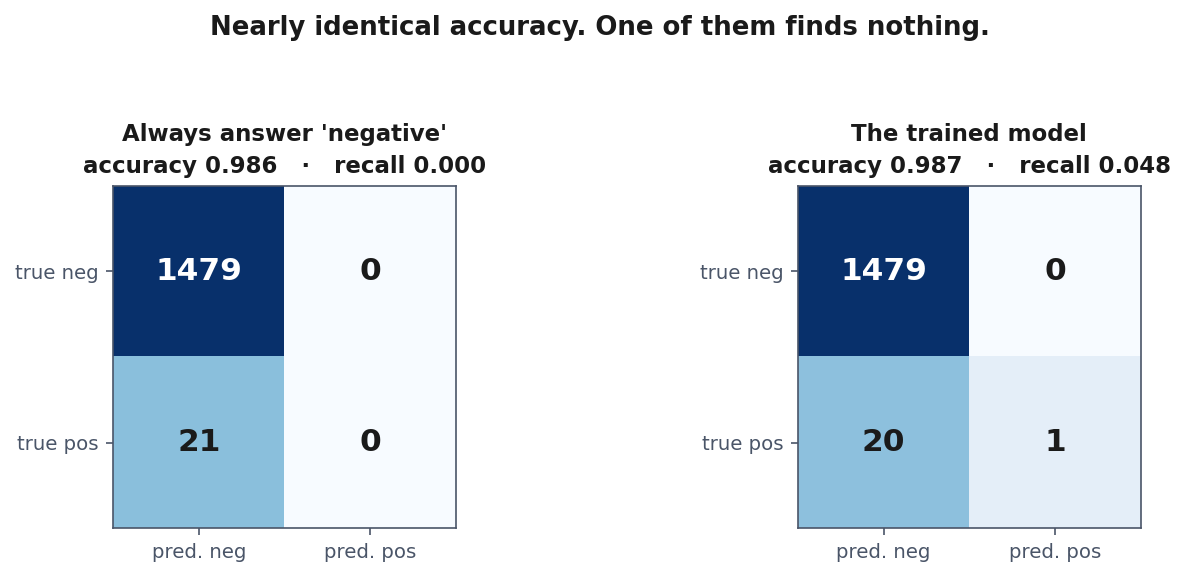 Nearly identical accuracy. One of them finds nothing.
Always answer 'negative'
accuracy 0.986 · recall 0.000
true neg
1479
0
true pos
21
0
pred. neg
pred. pos
The trained model
accuracy 0.987 · recall 0.048
true neg
1479
0
true pos
20
1
pred. neg
pred. pos